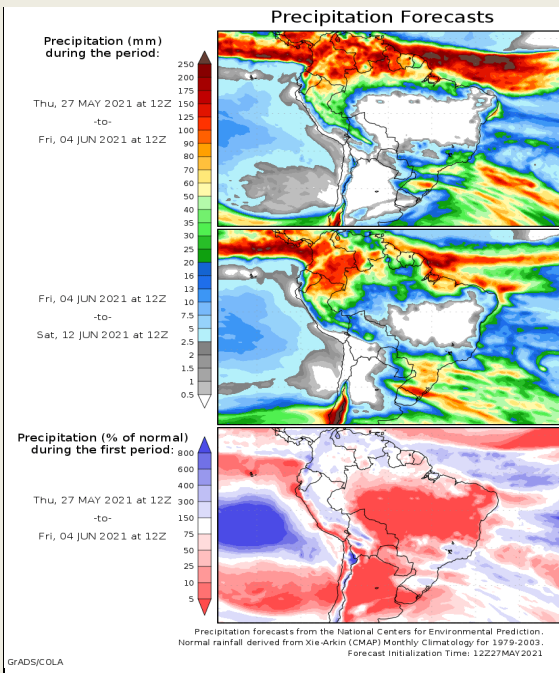 Precipitation Forecasts
Precipitation (mm)
during the period:
Thu, 27 MAY 2021 at 12Z
-to-
Fri, 04 JUN 2021 at 12Z
250
200
175
150
125
100
90
80
70
60
50
40
35
30
25
20
16
13
10
7.5
5
2.5
2
1.5
1
0.5
Fri, 04 JUN 2021 at 12Z
-to-
Sat, 12 JUN 2021 at 12Z
Precipitation (% of normal)
during the first period:
Thu, 27 MAY 2021 at 12Z
-to-
Fri, 04 JUN 2021 at 12Z
800
600
400
300
150
75
50
25
10
5
Precipitation forecasts from the National Centers for Environmental Prediction.
Normal rainfall derived from Xie-Arkin (CMAP) Monthly Climatology for 1979-2003.
Forecast Initialization Time: 12Z27MAY2021
GrADS/COLA